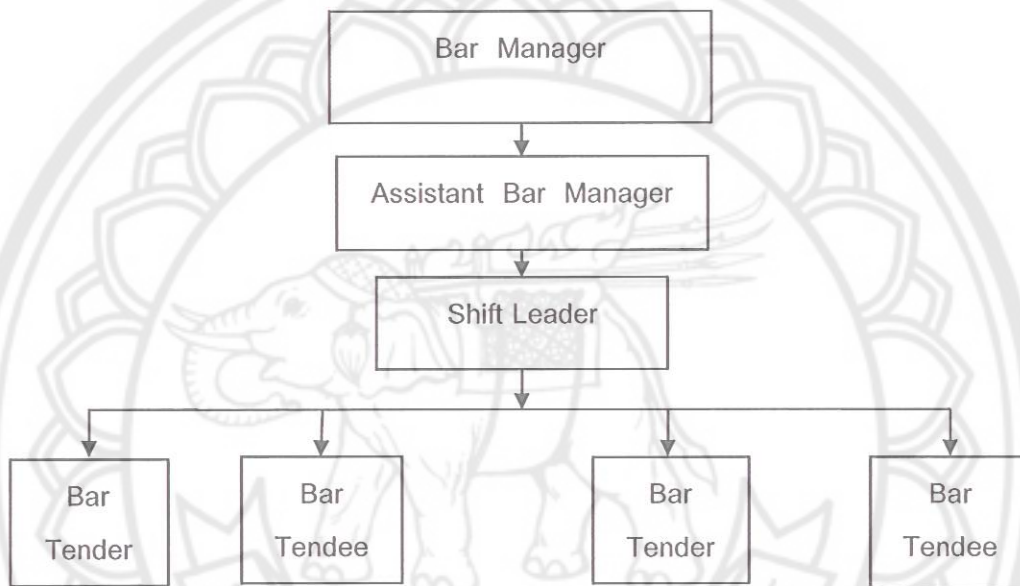 Bar Manager
Assistant Bar Manager
Shift Leader
Bar
Tender
Bar
Tendee
Bar
Tender
Bar
Tendee